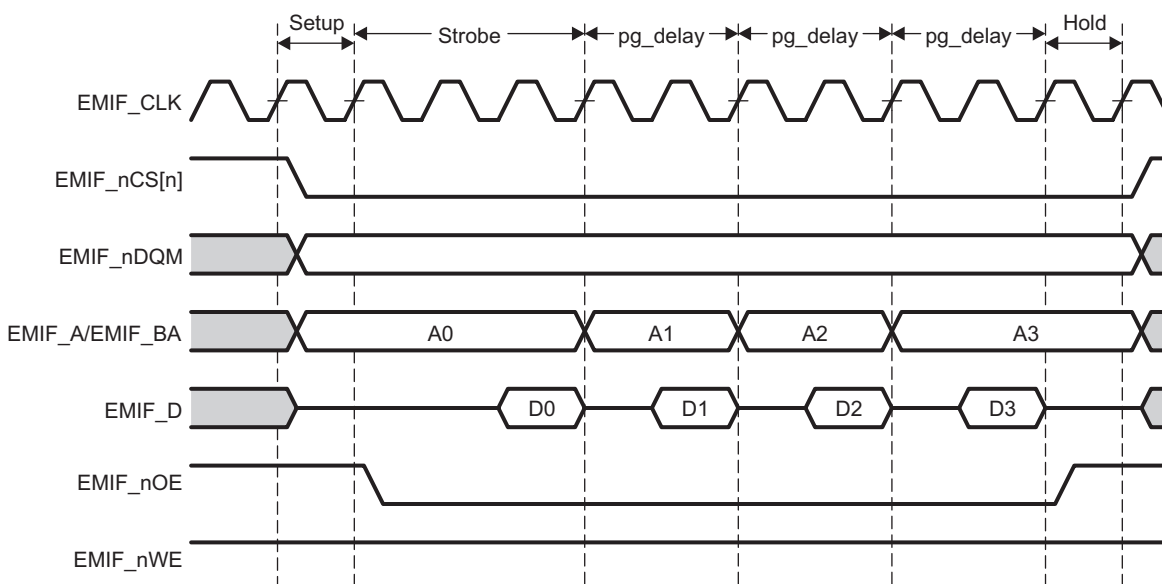 Setup Strobe pg_delay pg_delay pg_delay Hold
EMIF_CLK
EMIF_nCS[n]
EMIF_nDQM
EMIF_A/EMIF_BA A0 A1 A2 A3
EMIF_D D0 D1 D2 D3
EMIF_nOE
EMIF_nWE